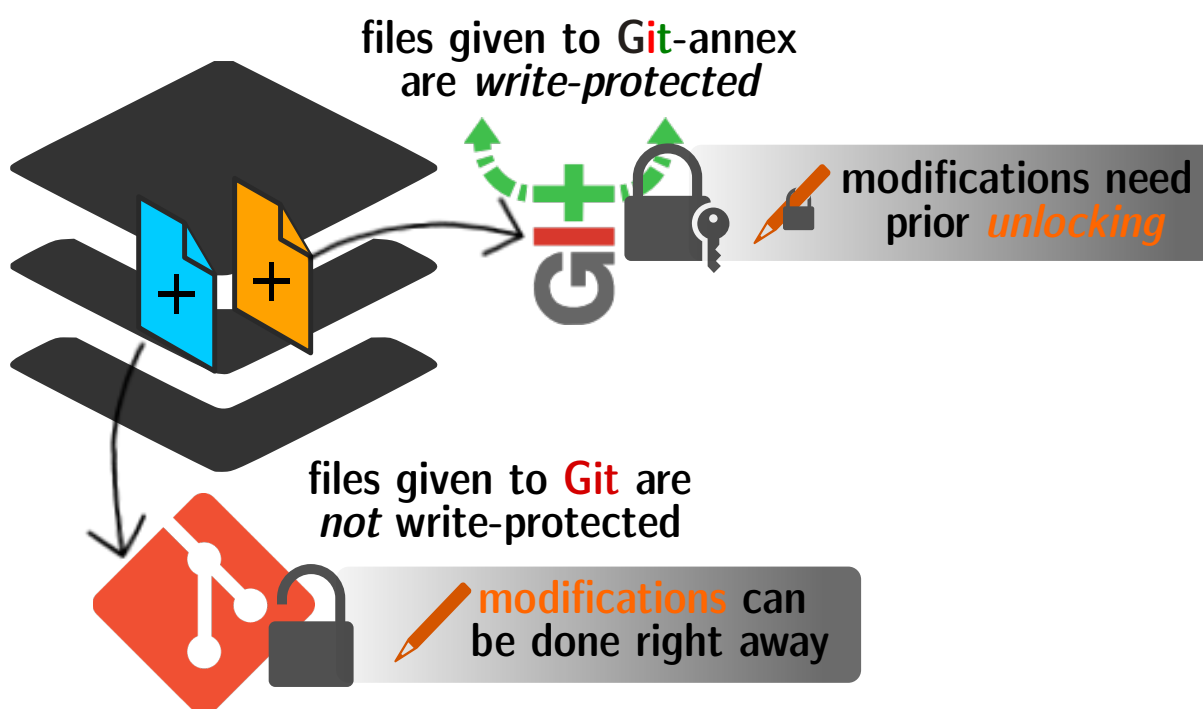 files given to Git-annex
are write-protected
modifications need
prior unlocking
GIt
files given to Git are
not write-protected
modifications can
be done right away